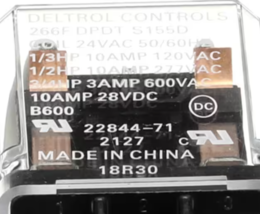 DELTROL CONTROLS
266F DPDT S155D
COIL 24VAC 50/60HZ
1/3HP 10AMP 120VAC
1/2HP 10AMP 277VAC
3AMP 600VAC
10AMP 28VDC
B600 DC
22844-71
2127 C
MADE IN CHINA
18R30